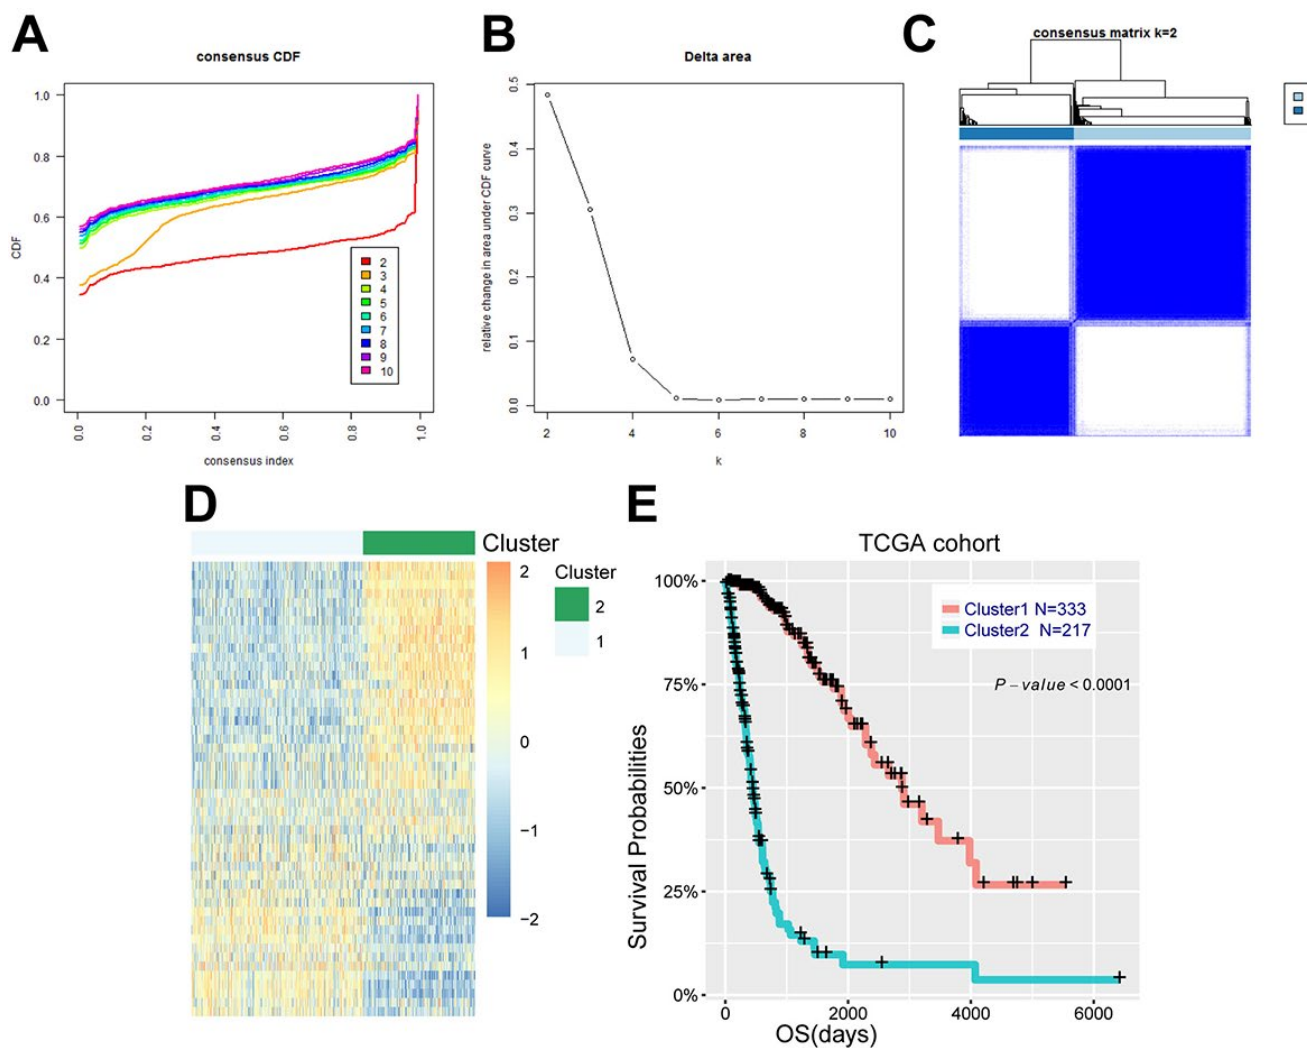 A
consensus CDF
CDF
1.0
0.8
0.6
0.4
0.2
0.0
0.0
0.2
0.4
0.6
0.8
1.0
consensus index
2
3
4
5
6
7
8
9
10
B
Delta area
relative change in area under CDF curve
0.5
0.4
0.3
0.2
0.1
0.0
2
4
6
8
10
k
C
consensus matrix k=2
D
Cluster
2
1
0
−1
−2
Cluster
2
1
E
TCGA cohort
Survival Probabilities
100%
75%
50%
25%
0%
Cluster1 N=333
Cluster2 N=217
P − value < 0.0001
0
2000
4000
6000
OS(days)